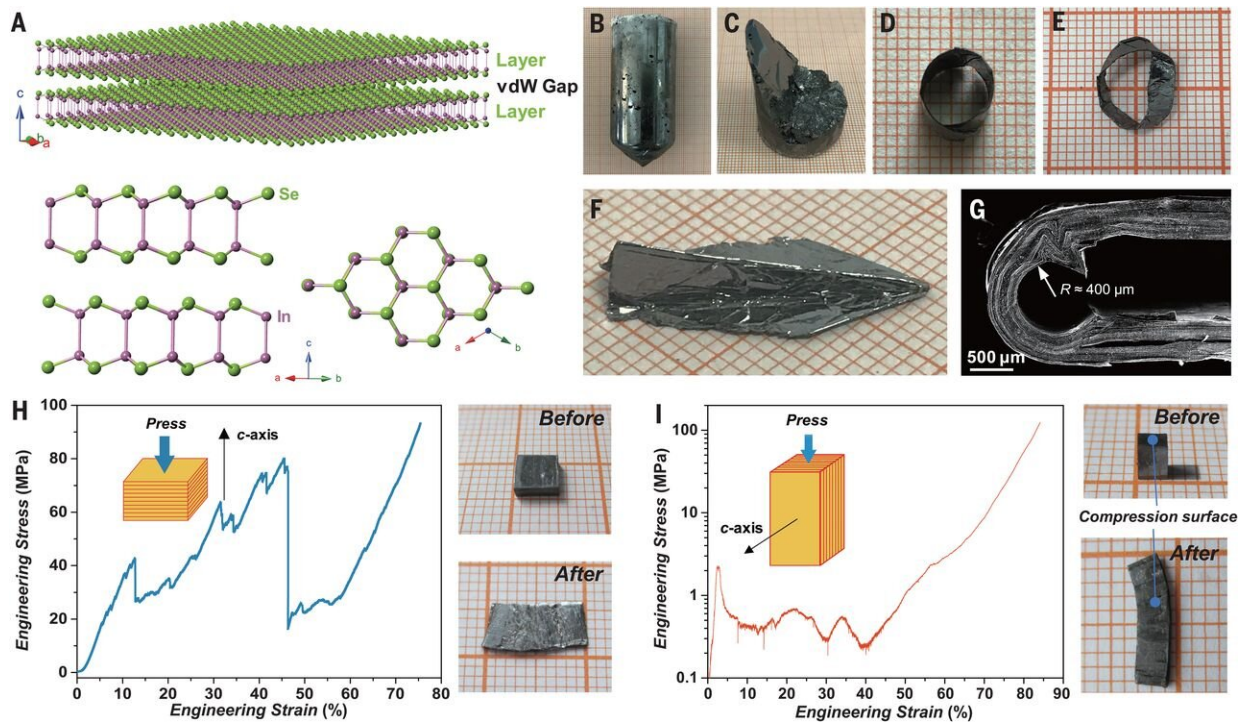 A
Layer
vdW Gap
Layer
c
b
a
Se
In
c
a
b
a
b
B
C
D
E
F
G
R ≈ 400 μm
500 μm
H
Engineering Stress (MPa)
100
80
60
40
20
0
0
10
20
30
40
50
60
70
80
Engineering Strain (%)
Press
c-axis
Before
After
I
Engineering Stress (MPa)
100
10
1
0.1
0
10
20
30
40
50
60
70
80
90
Engineering Strain (%)
Press
c-axis
Before
Compression surface
After